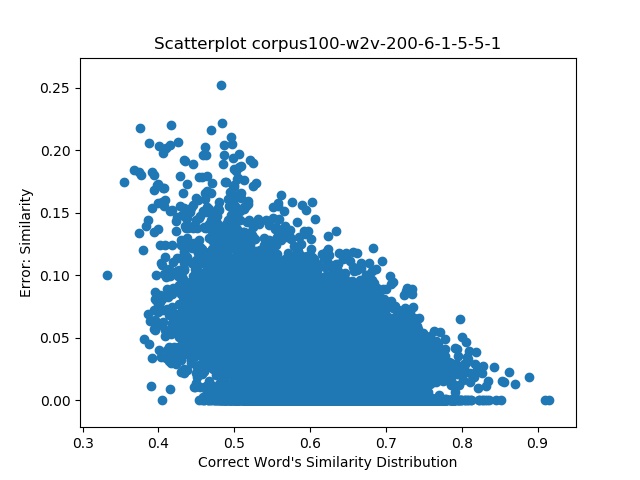 Scatterplot corpus100-w2v-200-6-1-5-5-1
0.25
0.20
0.15
0.10
0.05
0.00
Error: Similarity
0.3 0.4 0.5 0.6 0.7 0.8 0.9
Correct Word's Similarity Distribution